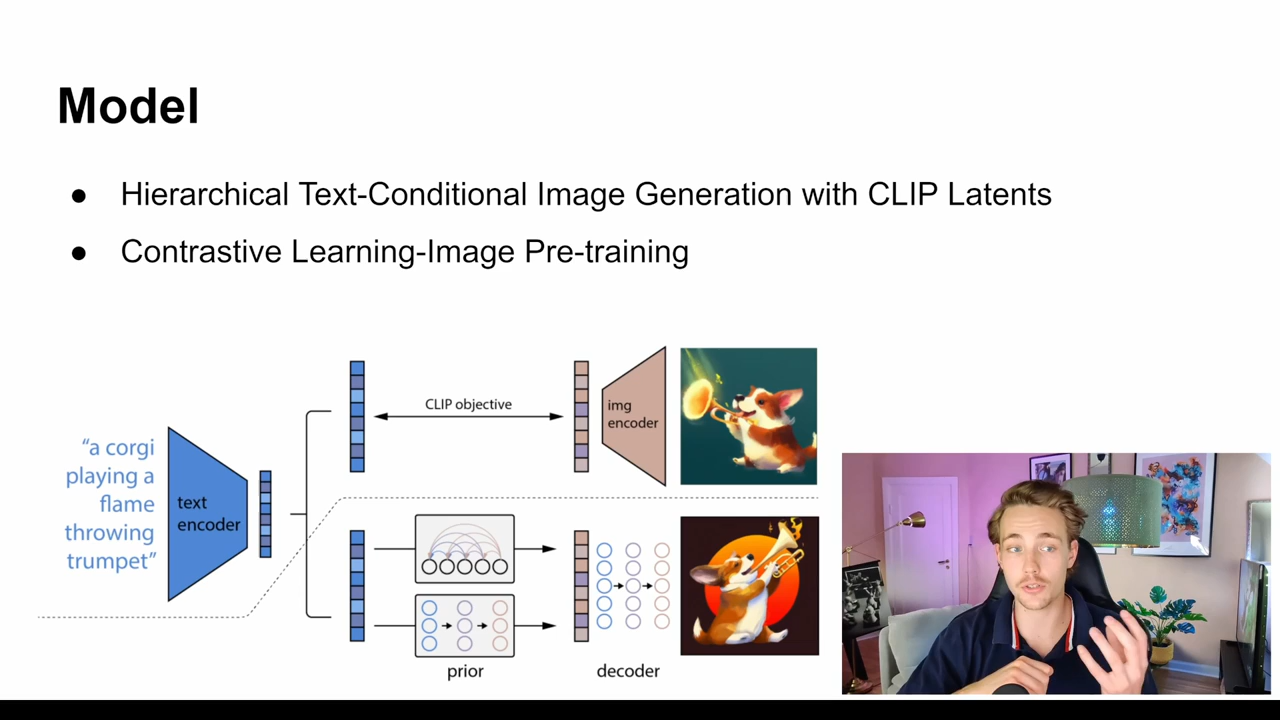 Model
● Hierarchical Text-Conditional Image Generation with CLIP Latents
● Contrastive Learning-Image Pre-training
"a corgi
playing a
flame
throwing
trumpet"
text
encoder
CLIP objective
img
encoder
prior
decoder